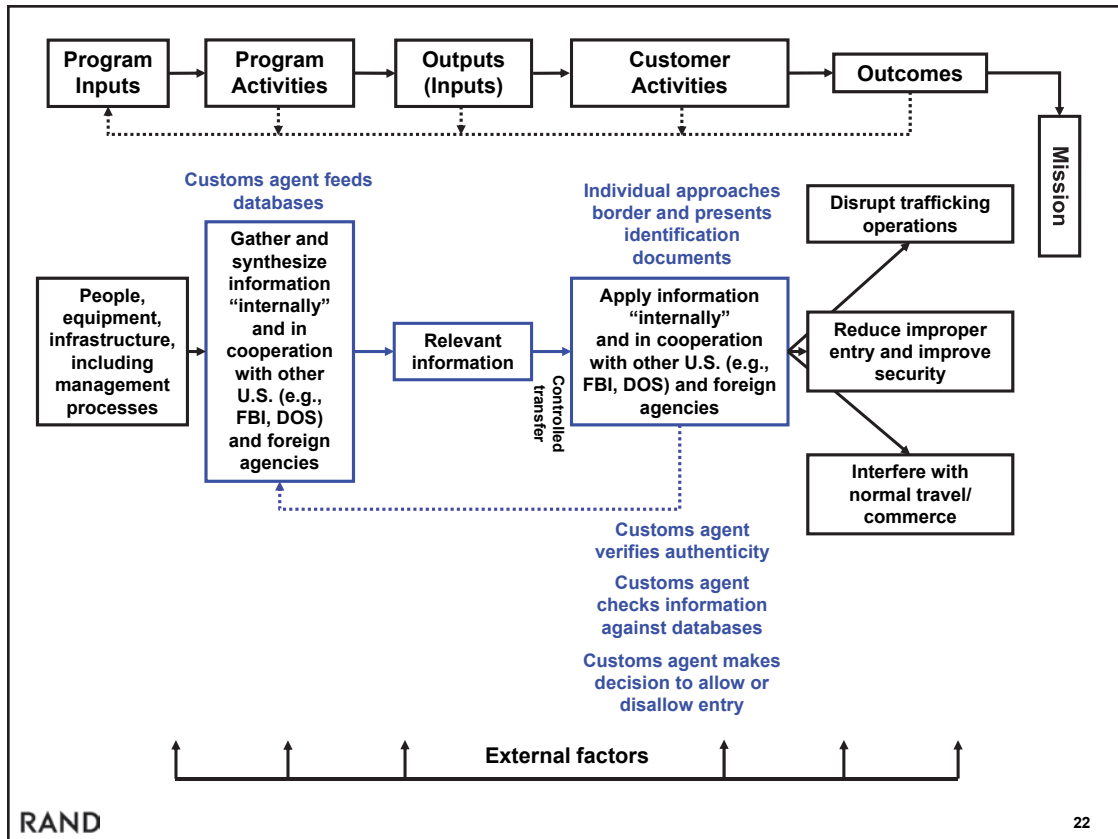 Program
Inputs
Program
Activities
Outputs
(Inputs)
Customer
Activities
Outcomes
Mission
Customs agent feeds
databases
Individual approaches
border and presents
identification
documents
People,
equipment,
infrastructure,
including
management
processes
Gather and
synthesize
information
“internally”
and in
cooperation
with other
U.S. (e.g.,
FBI, DOS)
and foreign
agencies
Relevant
information
Controlled
transfer
Apply information
“internally”
and in cooperation
with other U.S. (e.g.,
FBI, DOS) and foreign
agencies
Disrupt trafficking
operations
Reduce improper
entry and improve
security
Interfere with
normal travel/
commerce
Customs agent
verifies authenticity
Customs agent
checks information
against databases
Customs agent makes
decision to allow or
disallow entry
External factors
RAND
22